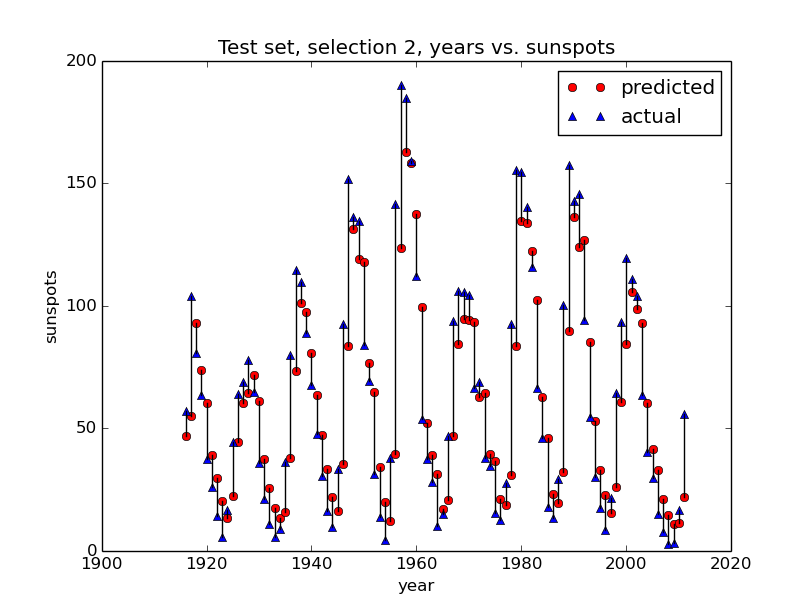 Test set, selection 2, years vs. sunspots
predicted
actual
200
150
100
50
0
sunspots
1900 1920 1940 1960 1980 2000 2020
year